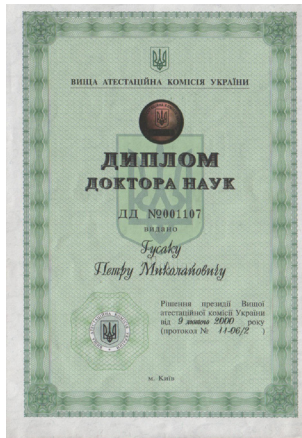 ВИЩА АТЕСТАЦІЙНА КОМІСІЯ УКРАЇНИ
ДИПЛОМ
ДОКТОРА НАУК
ДД №001107
видано
Гусаку
Петру Миколайовичу
Рішення президії Вищої
атестаційної комісії України
від 9 лютого 2000 року
(протокол № 11-06/2 )
м. Київ